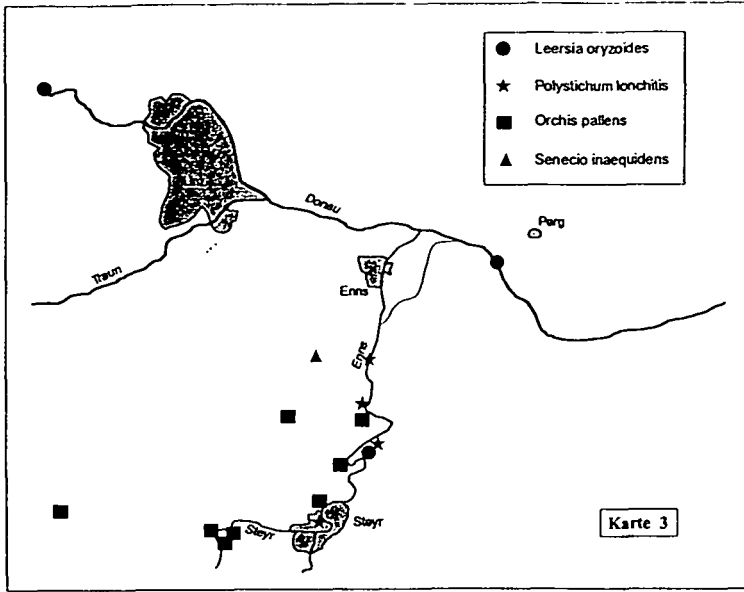 Leersia oryzoides
Polystichum lonchitis
Orchis pallens
Senecio inaequidens
Donau
Perg
Traun
Enns
Enns
Steyr
Steyr
Karte 3